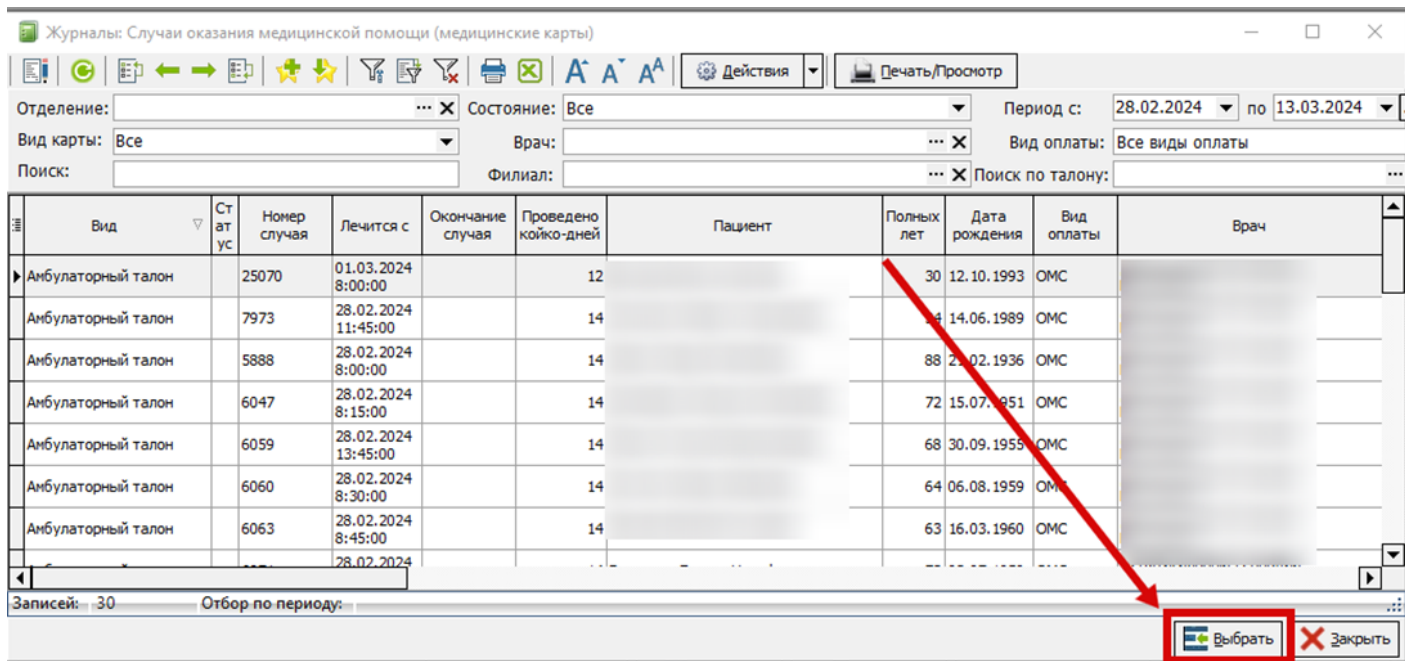 Журналы: Случаи оказания медицинской помощи (медицинские карты)
Действия Печать/Просмотр
Отделение: Состояние: Все Период с: 28.02.2024 по 13.03.2024
Вид карты: Все Врач: Вид оплаты: Все виды оплаты
Поиск: Филиал: Поиск по талону:
Вид Статус Номер случая Лечится с Окончание случая Проведено койко-дней Пациент Полных лет Дата рождения Вид оплаты Врач
Амбулаторный талон 25070 01.03.2024 8:00:00 12 30 12.10.1993 ОМС
Амбулаторный талон 7973 28.02.2024 11:45:00 14 14.06.1989 ОМС
Амбулаторный талон 5888 28.02.2024 8:00:00 14 88 02.1936 ОМС
Амбулаторный талон 6047 28.02.2024 8:15:00 14 72 15.07.1951 ОМС
Амбулаторный талон 6059 28.02.2024 13:45:00 14 68 30.09.1955 ОМС
Амбулаторный талон 6060 28.02.2024 8:30:00 14 64 06.08.1959 ОМС
Амбулаторный талон 6063 28.02.2024 8:45:00 14 63 16.03.1960 ОМС
28.02.2024
Записей: 30 Отбор по периоду:
Выбрать Закрыть